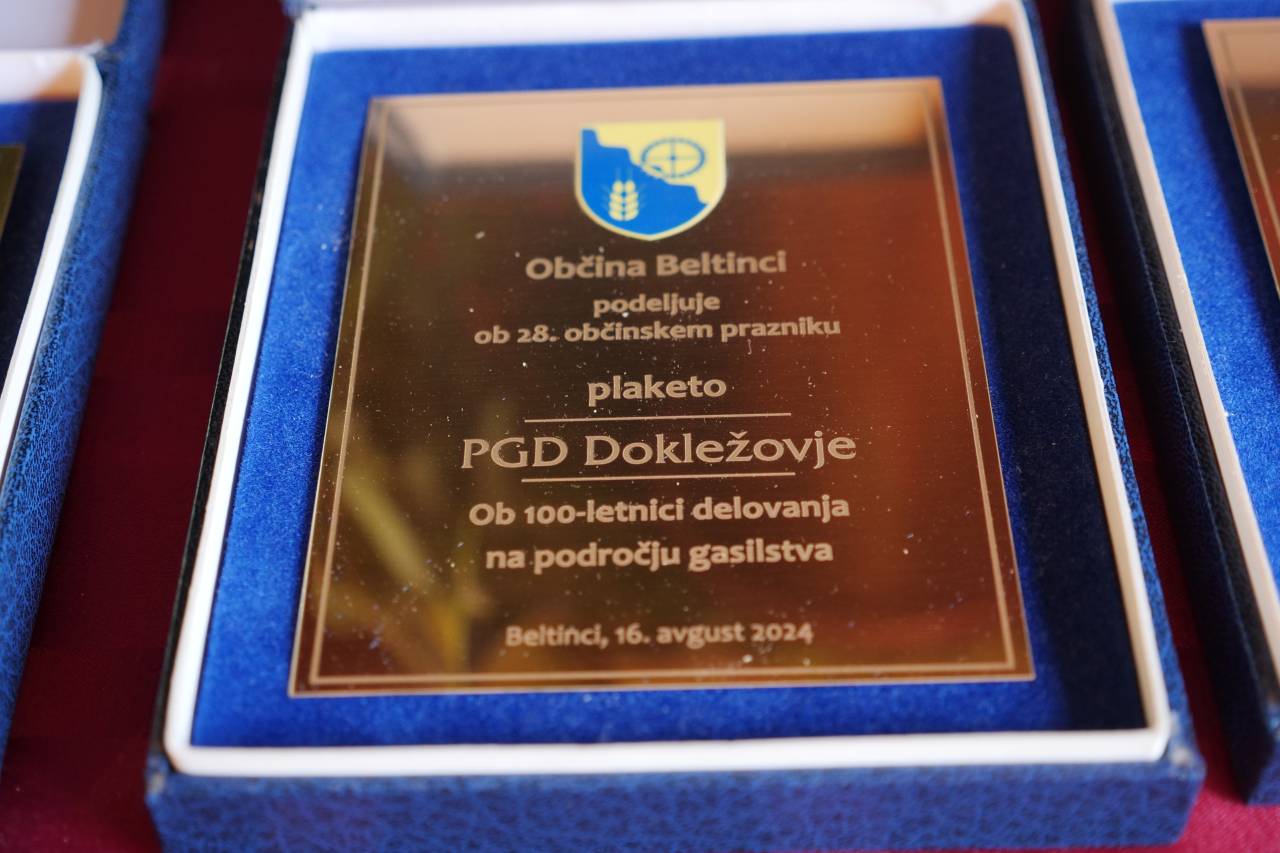 Občina Beltinci
podeljuje
ob 28. občinskem prazniku
plaketo
PGD Dokležovje
Ob 100-letnici delovanja
na področju gasilstva
Beltinci, 16. avgust 2024